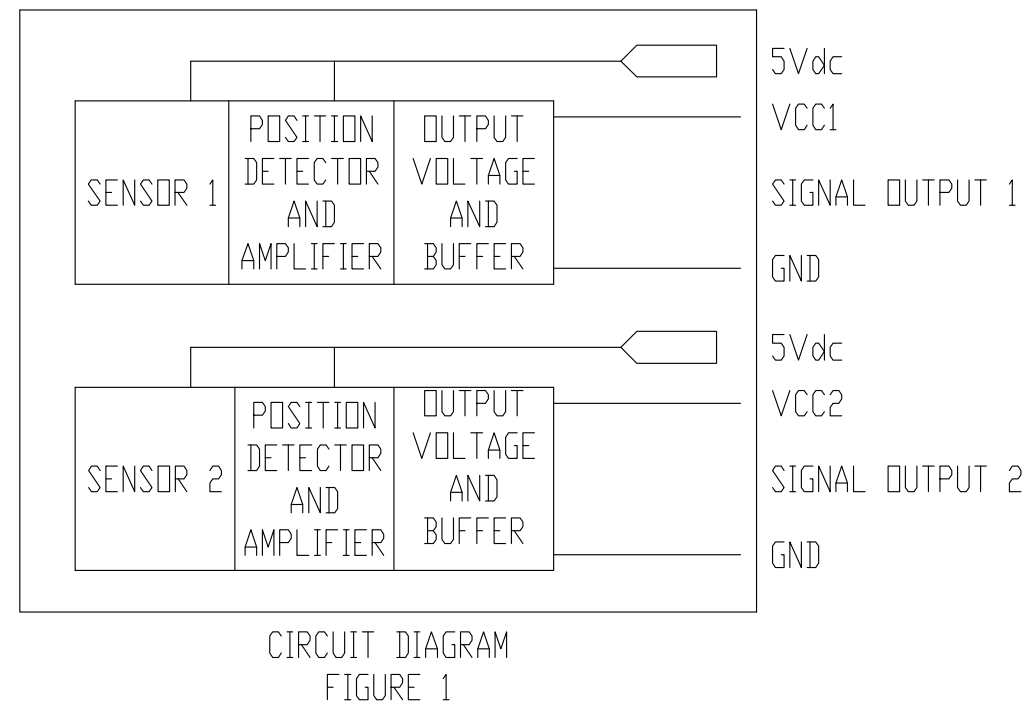 5Vdc
VCC1
SENSOR 1
POSITION
DETECTOR
AND
AMPLIFIER
OUTPUT
VOLTAGE
AND
BUFFER
SIGNAL OUTPUT 1
GND
5Vdc
VCC2
SENSOR 2
POSITION
DETECTOR
AND
AMPLIFIER
OUTPUT
VOLTAGE
AND
BUFFER
SIGNAL OUTPUT 2
GND
CIRCUIT DIAGRAM
FIGURE 1